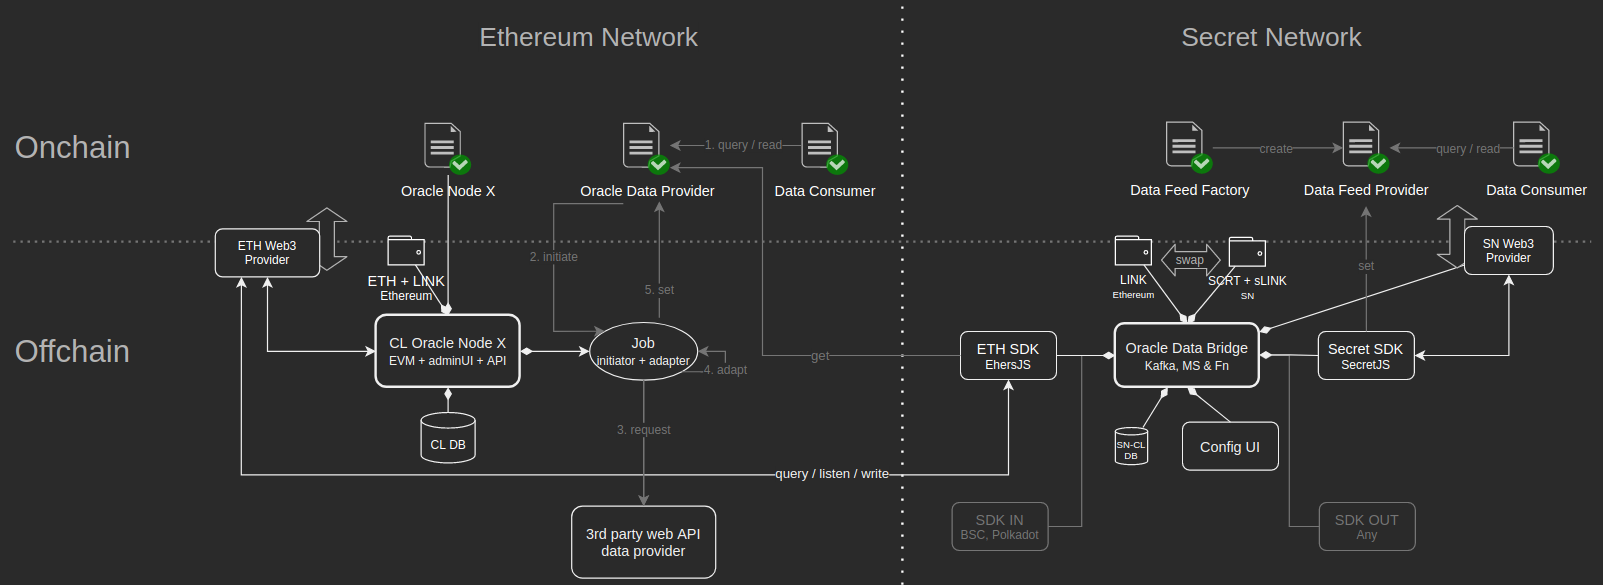 Ethereum Network
Secret Network
Onchain
1. query / read
create
query / read
Oracle Node X
Oracle Data Provider
Data Consumer
Data Feed Factory
Data Feed Provider
Data Consumer
ETH Web3
Provider
ETH + LINK
Ethereum
2. initiate
5. set
LINK
Ethereum
swap
SCRT + sLINK
SN
set
SN Web3
Provider
Offchain
CL Oracle Node X
EVM + adminUI + API
Job
initiator + adapter
4. adapt
get
ETH SDK
EhersJS
Oracle Data Bridge
Kafka, MS & Fn
Secret SDK
SecretJS
CL DB
3. request
SN-CL
DB
Config UI
query / listen / write
3rd party web API
data provider
SDK IN
BSC, Polkadot
SDK OUT
Any